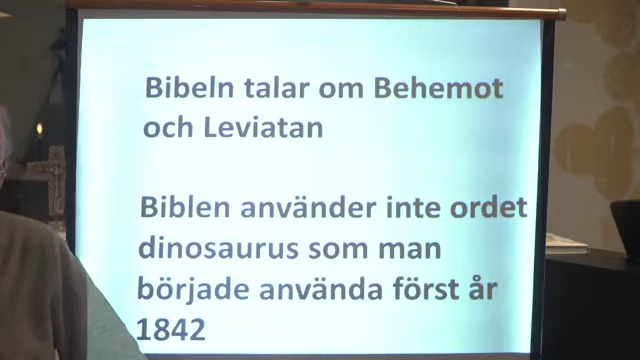 Bibeln talar om Behemot
och Leviatan
Biblen använder inte ordet
dinosaurus som man
började använda först år
1842